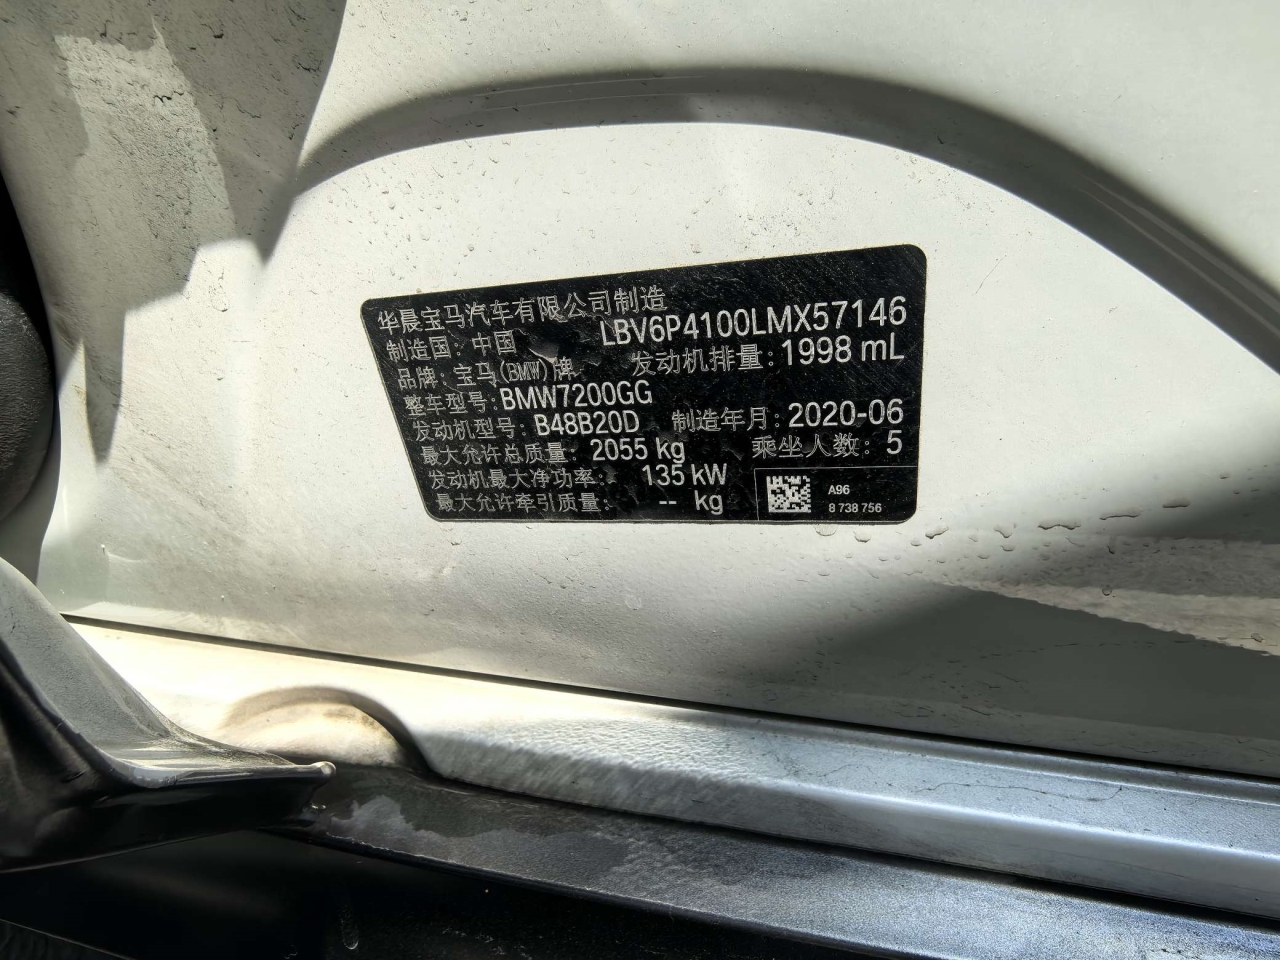 华晨宝马汽车有限公司制造
制造国：中国 LBV6P4100LMX57146
品牌：宝马(BMW)牌 发动机排量：1998 mL
整车型号：BMW7200GG
发动机型号：B48B20D 制造年月：2020-06
最大允许总质量：2055 kg 乘坐人数：5
发动机最大净功率：135 kW
最大允许牵引质量：-- kg
A96
8 738 756